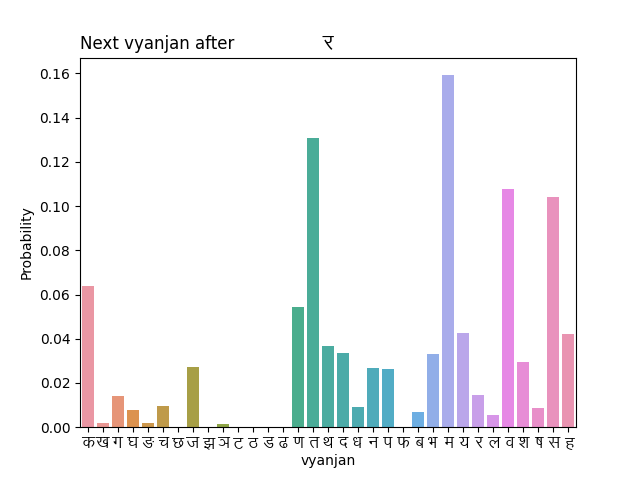 Next vyanjan after र
0.16
0.14
0.12
0.10
0.08
0.06
0.04
0.02
0.00
Probability
क ख ग घ ङ च छ ज झ ञ ट ठ ड ढ ण त थ द ध न प फ ब भ म य र ल व श ष स ह
vyanjan